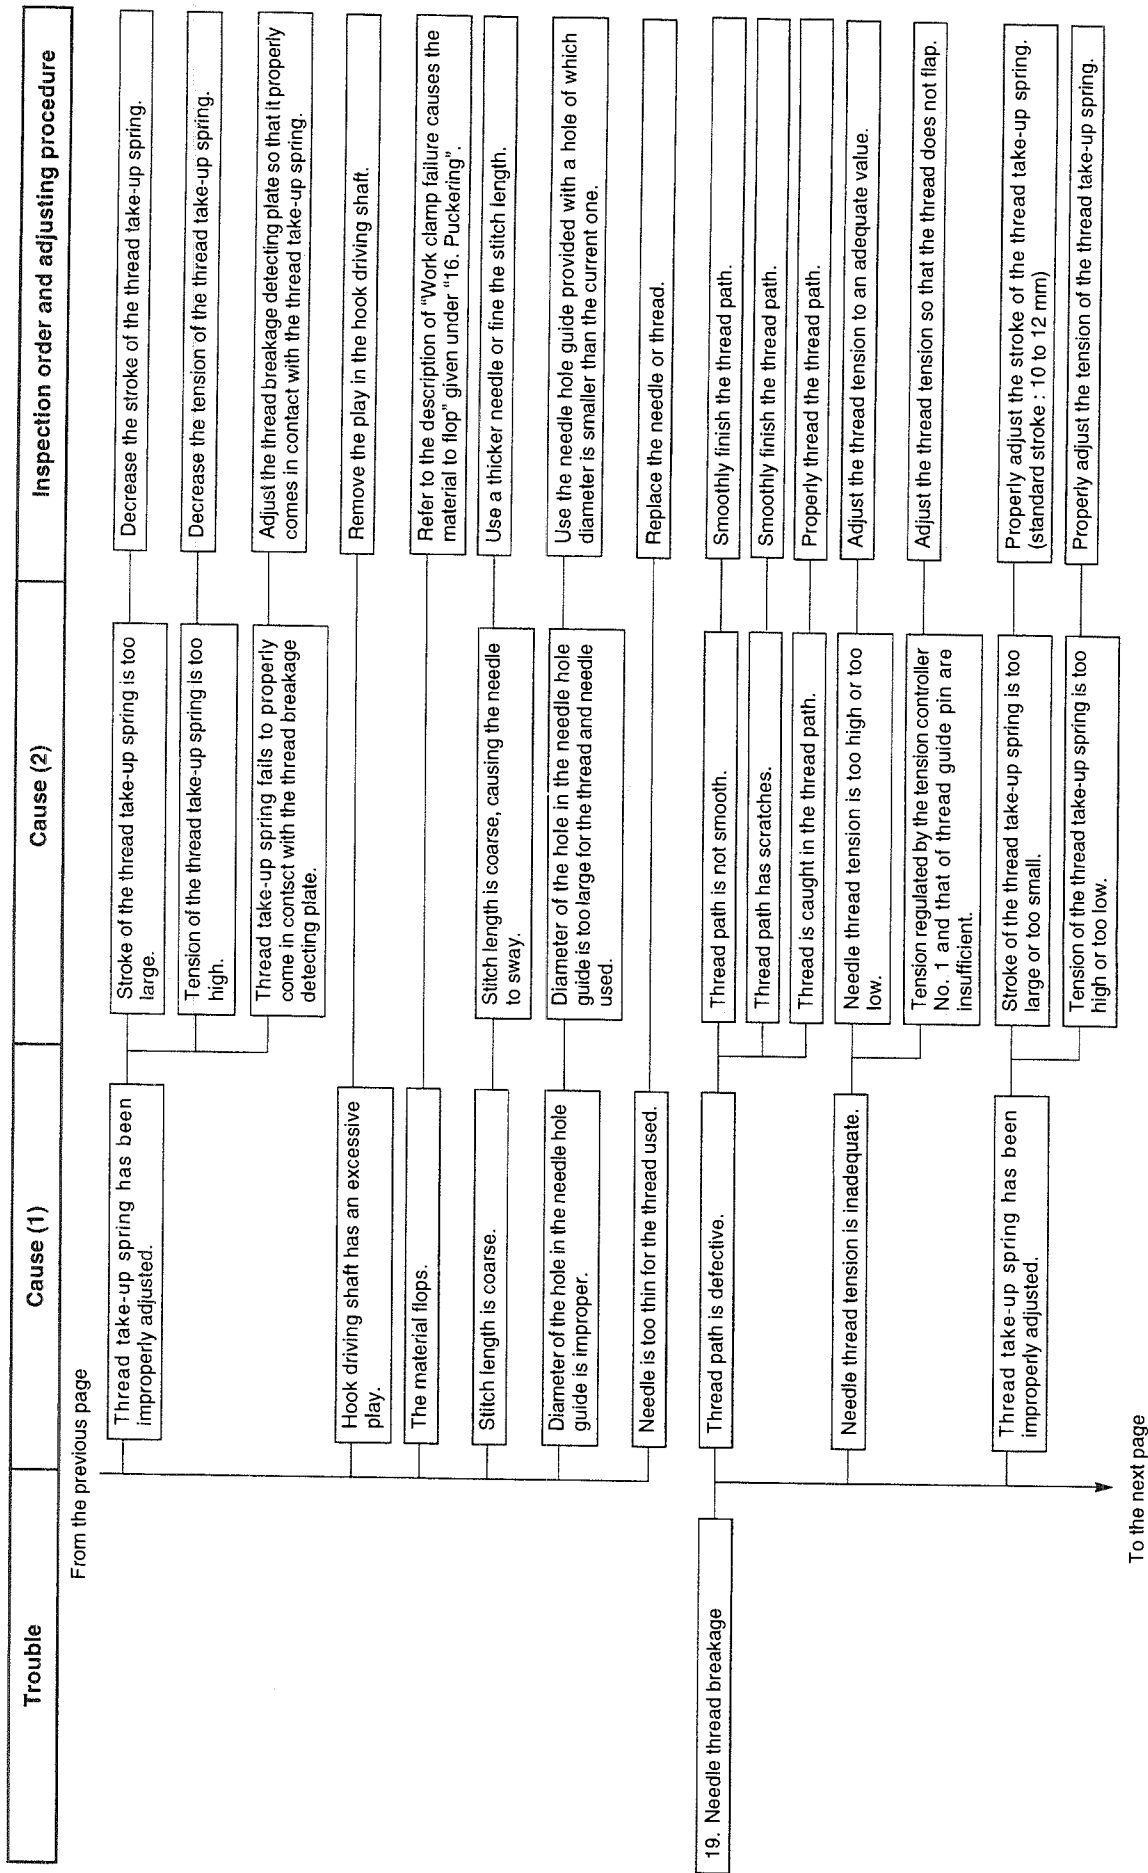 Trouble
Cause (1)
Cause (2)
Inspection order and adjusting procedure
From the previous page
Thread take-up spring has been
improperly adjusted.
Stroke of the thread take-up spring is too
large.
Decrease the stroke of the thread take-up spring.
Tension of the thread take-up spring is too
high.
Decrease the tension of the thread take-up spring.
Thread take-up spring fails to properly
come in contsct with the thread breakage
detecting plate.
Adjust the thread breakage detecting plate so that it properly
comes in contact with the thread take-up spring.
Hook driving shaft has an excessive
play.
Remove the play in the hook driving shaft.
The material flops.
Refer to the description of “Work clamp failure causes the
material to flop” given under “16. Puckering”.
Stitch length is coarse.
Stitch length is coarse, causing the needle
to sway.
Use a thicker needle or fine the stitch length.
Diameter of the hole in the needle hole
guide is improper.
Diameter of the hole in the needle hole
guide is too large for the thread and needle
used.
Use the needle hole guide provided with a hole of which
diameter is smaller than the current one.
Needle is too thin for the thread used.
Replace the needle or thread.
19. Needle thread breakage
Thread path is defective.
Thread path is not smooth.
Smoothly finish the thread path.
Thread path has scratches.
Smoothly finish the thread path.
Thread is caught in the thread path.
Properly thread the thread path.
Needle thread tension is inadequate.
Needle thread tension is too high or too
low.
Adjust the thread tension to an adequate value.
Tension regulated by the tension controller
No. 1 and that of thread guide pin are
insufficient.
Adjust the thread tension so that the thread does not flap.
Thread take-up spring has been
improperly adjusted.
Stroke of the thread take-up spring is too
large or too small.
Properly adjust the stroke of the thread take-up spring.
(standard stroke : 10 to 12 mm)
Tension of the thread take-up spring is too
high or too low.
Properly adjust the tension of the thread take-up spring.
To the next page